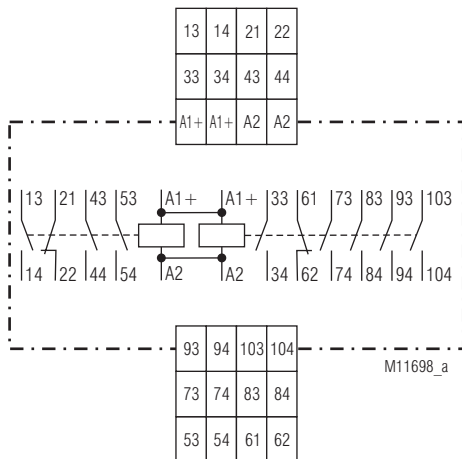 13 14 21 22
33 34 43 44
A1+ A1+ A2 A2
13 21 43 53 A1+ A1+ 33 61 73 83 93 103
14 22 44 54 A2 A2 34 62 74 84 94 104
93 94 103 104
M11698_a
73 74 83 84
53 54 61 62